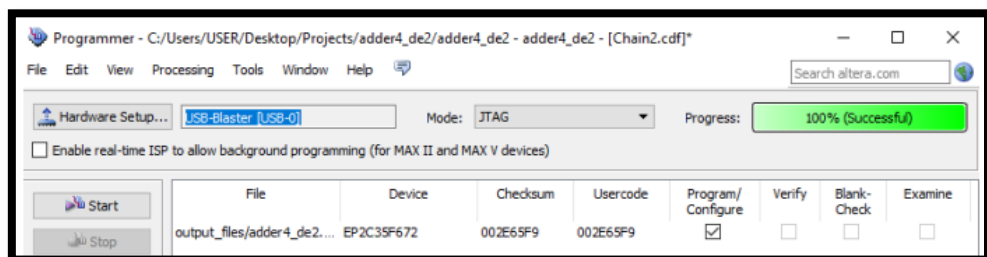 Programmer - C:/Users/USER/Desktop/Projects/adder4_de2/adder4_de2 - adder4_de2 - [Chain2.cdf]*
File Edit View Processing Tools Window Help Search altera.com
Hardware Setup... USB-Blaster [USB-0] Mode: JTAG Progress: 100% (Successful)
Enable real-time ISP to allow background programming (for MAX II and MAX V devices)
Start File Device Checksum Usercode Program/ Verify Blank- Examine
Configure Check
Stop output_files/adder4_de2.... EP2C35F672 002E65F9 002E65F9